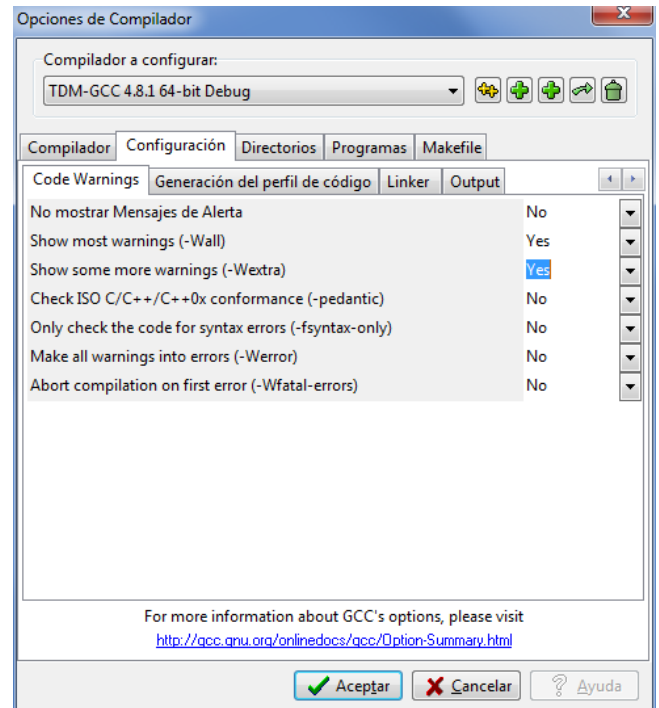 Opciones de Compilador
Compilador a configurar:
TDM-GCC 4.8.1 64-bit Debug
Compilador Configuración Directorios Programas Makefile
Code Warnings Generación del perfil de código Linker Output
No mostrar Mensajes de Alerta No
Show most warnings (-Wall) Yes
Show some more warnings (-Wextra) Yes
Check ISO C/C++/C++0x conformance (-pedantic) No
Only check the code for syntax errors (-fsyntax-only) No
Make all warnings into errors (-Werror) No
Abort compilation on first error (-Wfatal-errors) No
For more information about GCC's options, please visit
http://gcc.gnu.org/onlinedocs/gcc/Option-Summary.html
Aceptar Cancelar Ayuda